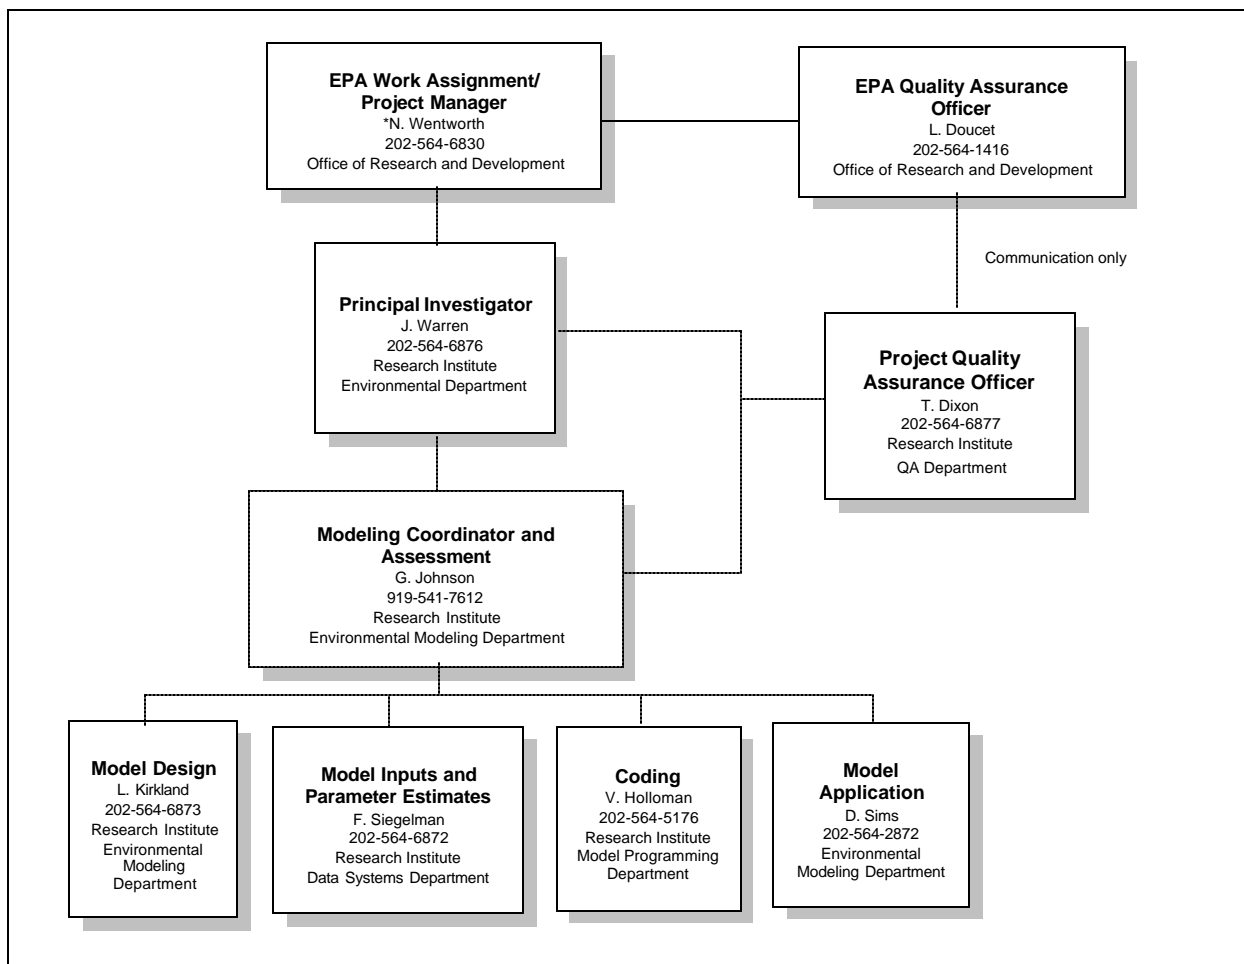 EPA Work Assignment/
Project Manager
*N. Wentworth
202-564-6830
Office of Research and Development
EPA Quality Assurance
Officer
L. Doucet
202-564-1416
Office of Research and Development
Communication only
Principal Investigator
J. Warren
202-564-6876
Research Institute
Environmental Department
Project Quality
Assurance Officer
T. Dixon
202-564-6877
Research Institute
QA Department
Modeling Coordinator and
Assessment
G. Johnson
919-541-7612
Research Institute
Environmental Modeling Department
Model Design
L. Kirkland
202-564-6873
Research Institute
Environmental
Modeling
Department
Model Inputs and
Parameter Estimates
F. Siegelman
202-564-6872
Research Institute
Data Systems Department
Coding
V. Holloman
202-564-5176
Research Institute
Model Programming
Department
Model
Application
D. Sims
202-564-2872
Environmental
Modeling Department